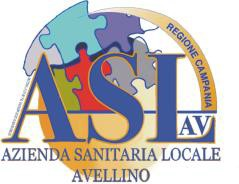 REGIONE CAMPANIA
ASL
AV
AZIENDA SANITARIA LOCALE
AVELLINO